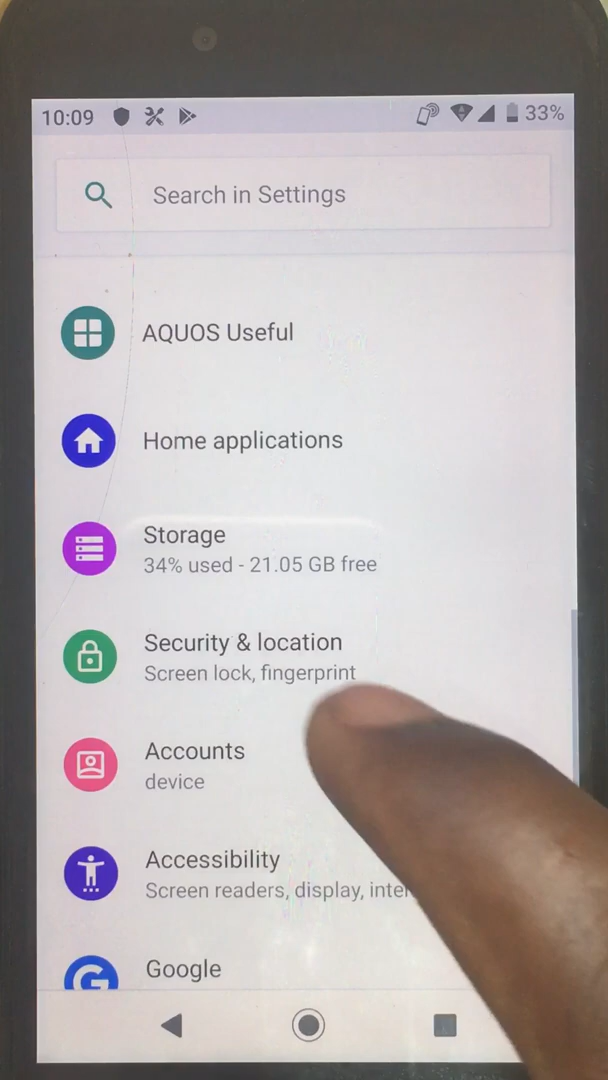 10:09 33%
Search in Settings
AQUOS Useful
Home applications
Storage
34% used - 21.05 GB free
Security & location
Screen lock, fingerprint
Accounts
device
Accessibility
Screen readers, display,
Google